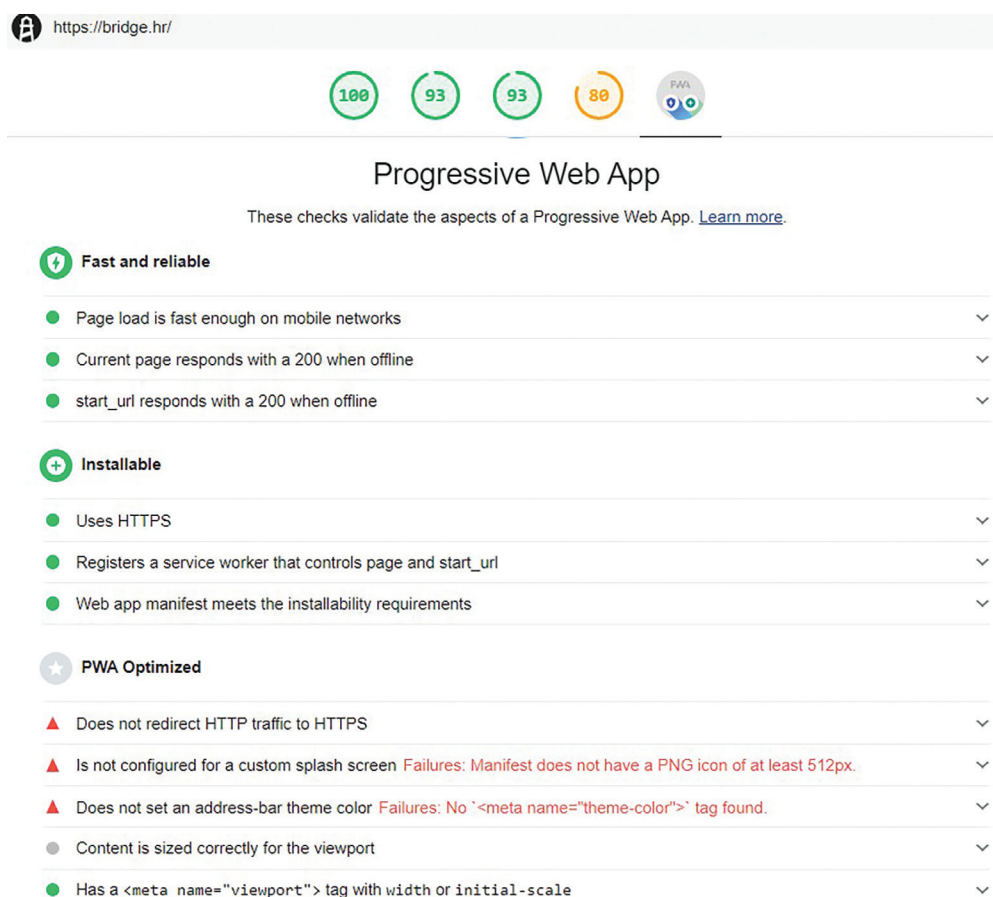 https://bridge.hr/
100 93 93 80 PWA
Progressive Web App
These checks validate the aspects of a Progressive Web App. Learn more.
Fast and reliable
Page load is fast enough on mobile networks
Current page responds with a 200 when offline
start_url responds with a 200 when offline
Installable
Uses HTTPS
Registers a service worker that controls page and start_url
Web app manifest meets the installability requirements
PWA Optimized
Does not redirect HTTP traffic to HTTPS
Is not configured for a custom splash screen Failures: Manifest does not have a PNG icon of at least 512px.
Does not set an address-bar theme color Failures: No `<meta name="theme-color">` tag found.
Content is sized correctly for the viewport
Has a <meta name="viewport"> tag with width or initial-scale